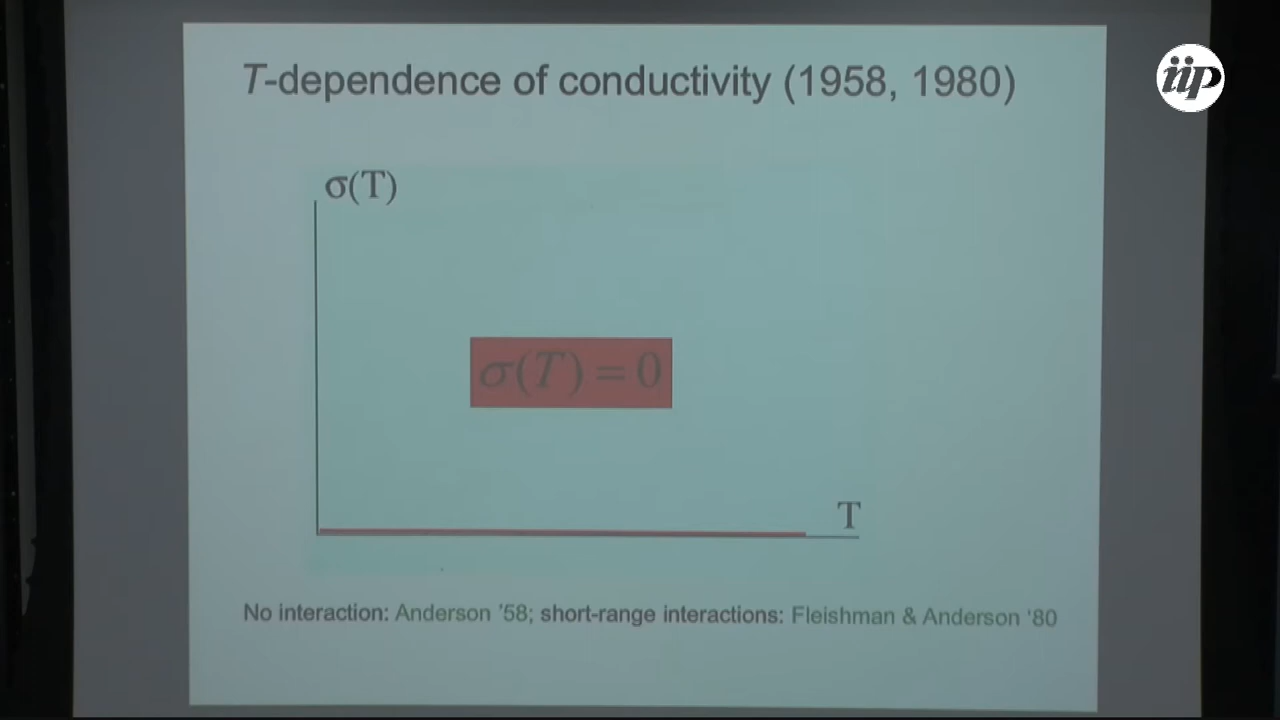 T-dependence of conductivity (1958, 1980)
iip
σ(T)
σ(T) = 0
T
No interaction: Anderson '58; short-range interactions: Fleishman & Anderson '80